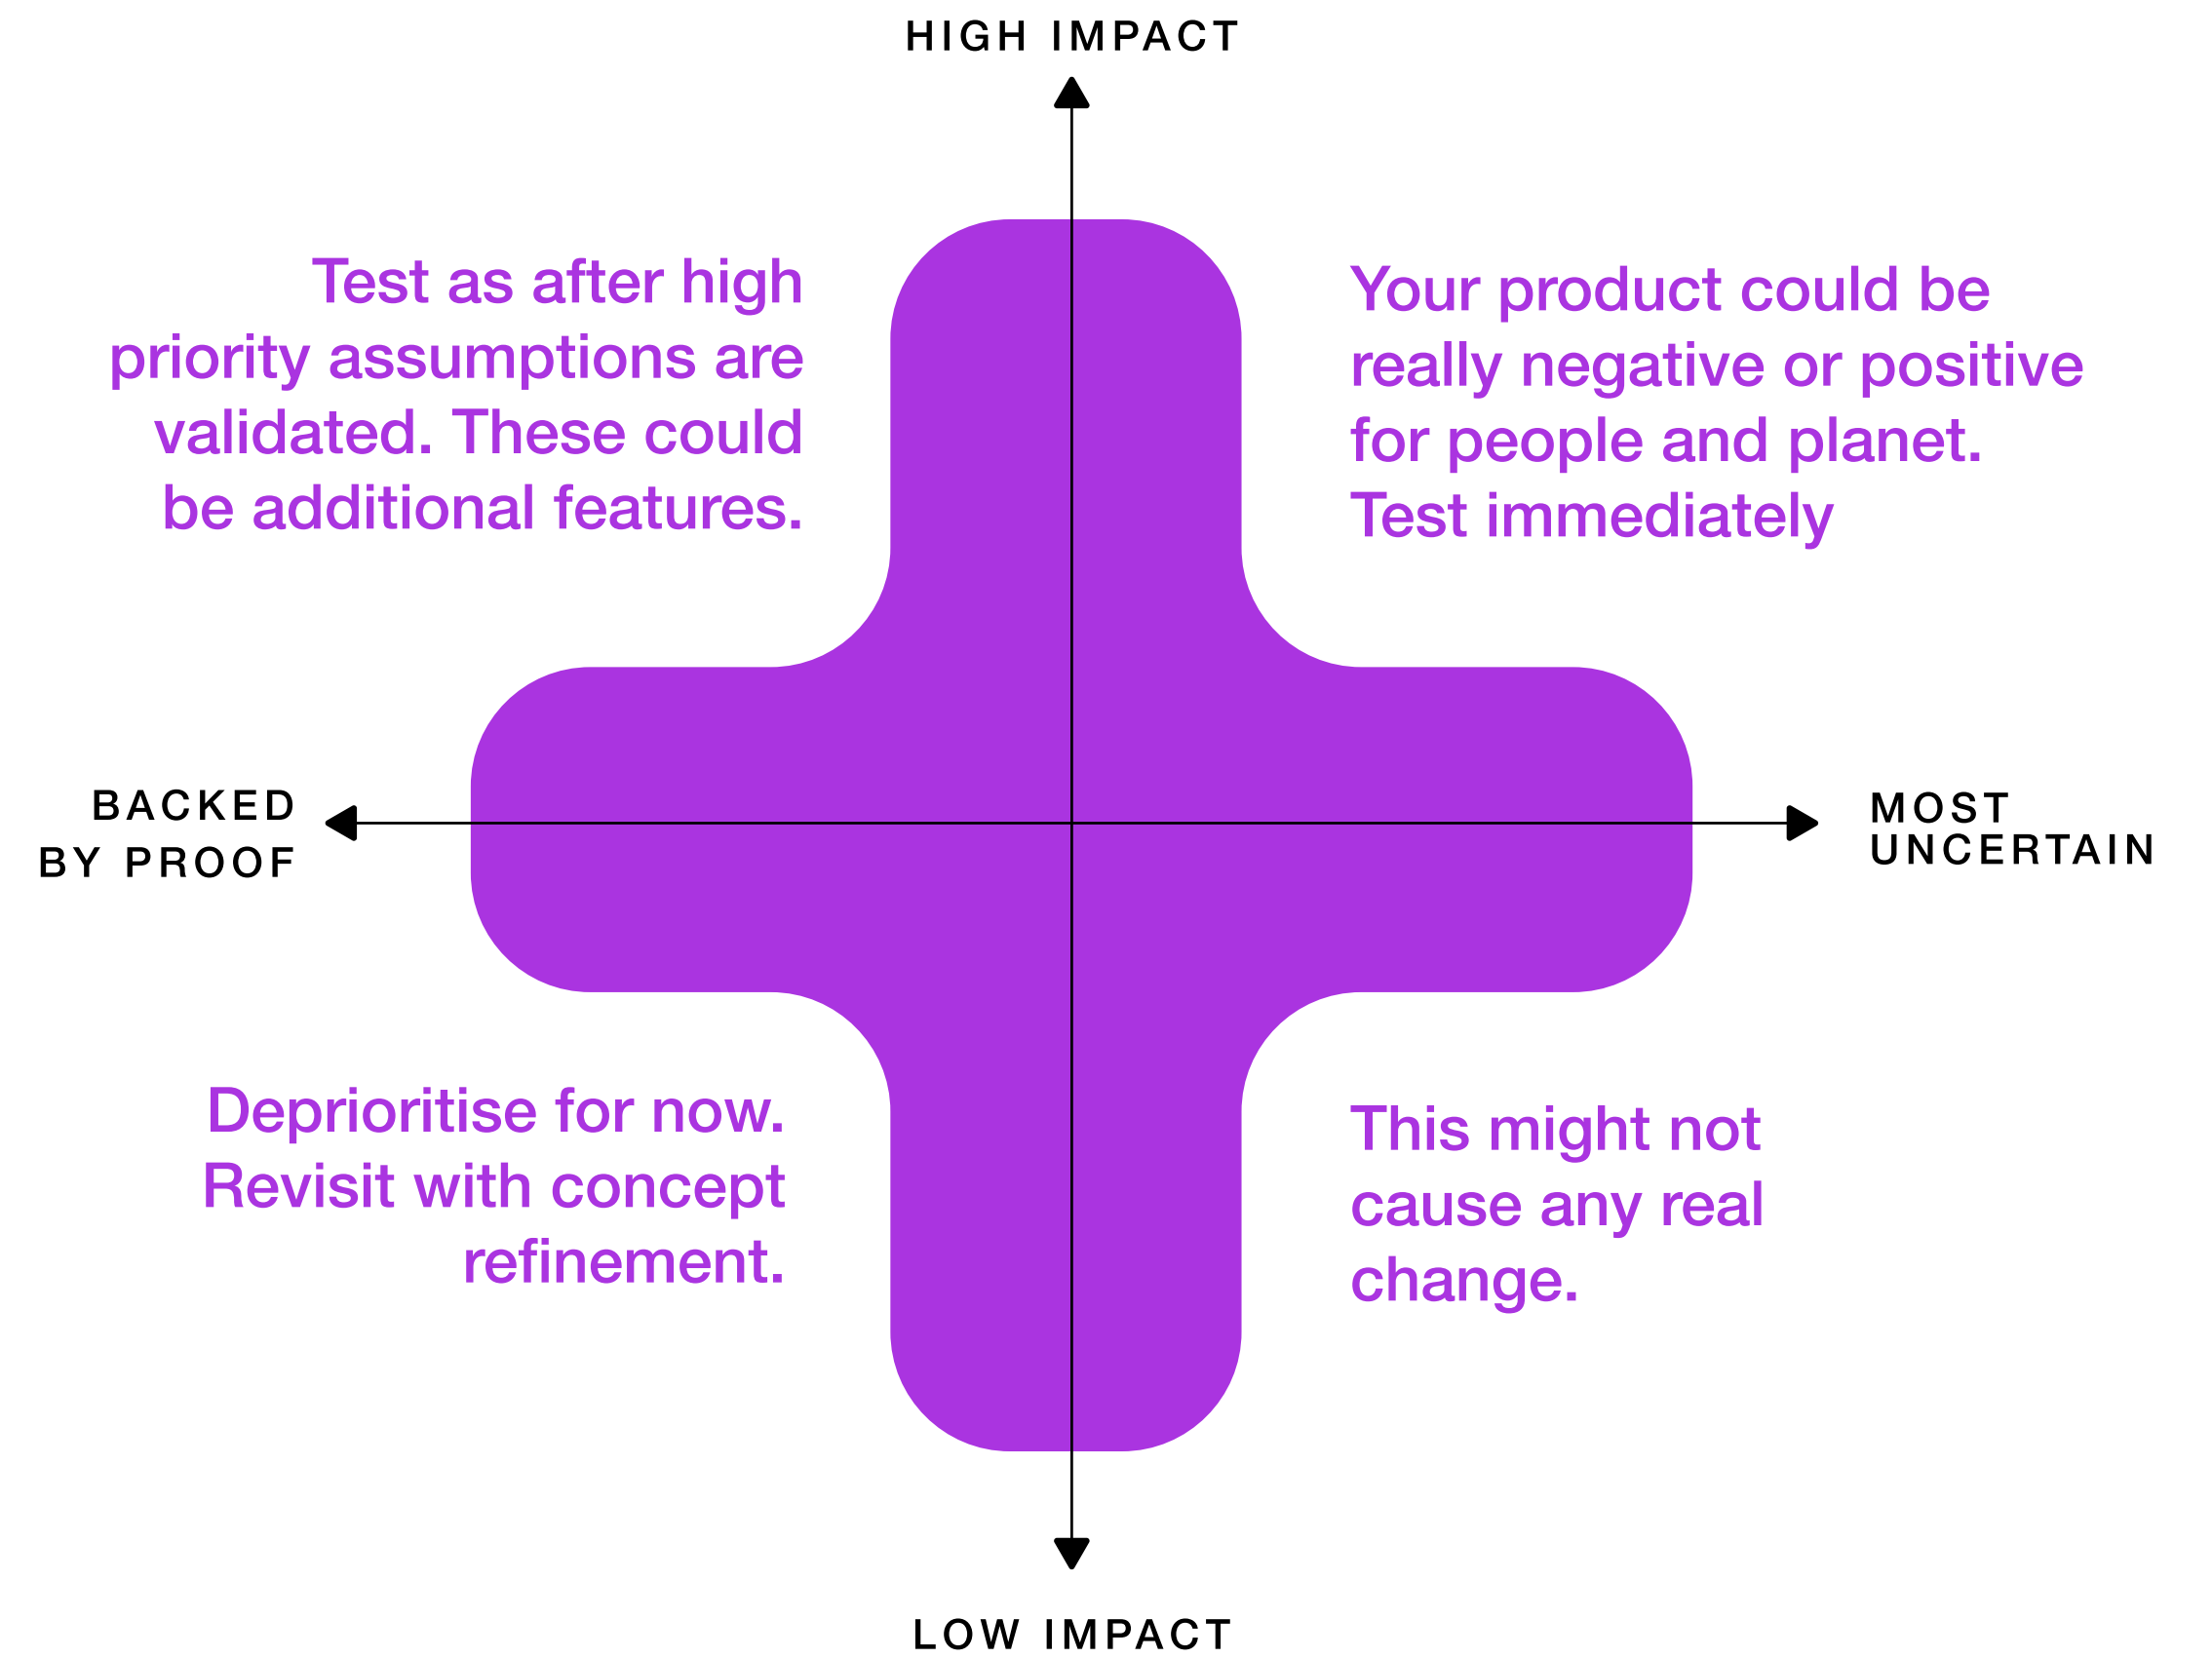 HIGH IMPACT
Test as after high
priority assumptions are
validated. These could
be additional features.
Your product could be
really negative or positive
for people and planet.
Test immediately
BACKED
BY PROOF
MOST
UNCERTAIN
Deprioritise for now.
Revisit with concept
refinement.
This might not
cause any real
change.
LOW IMPACT